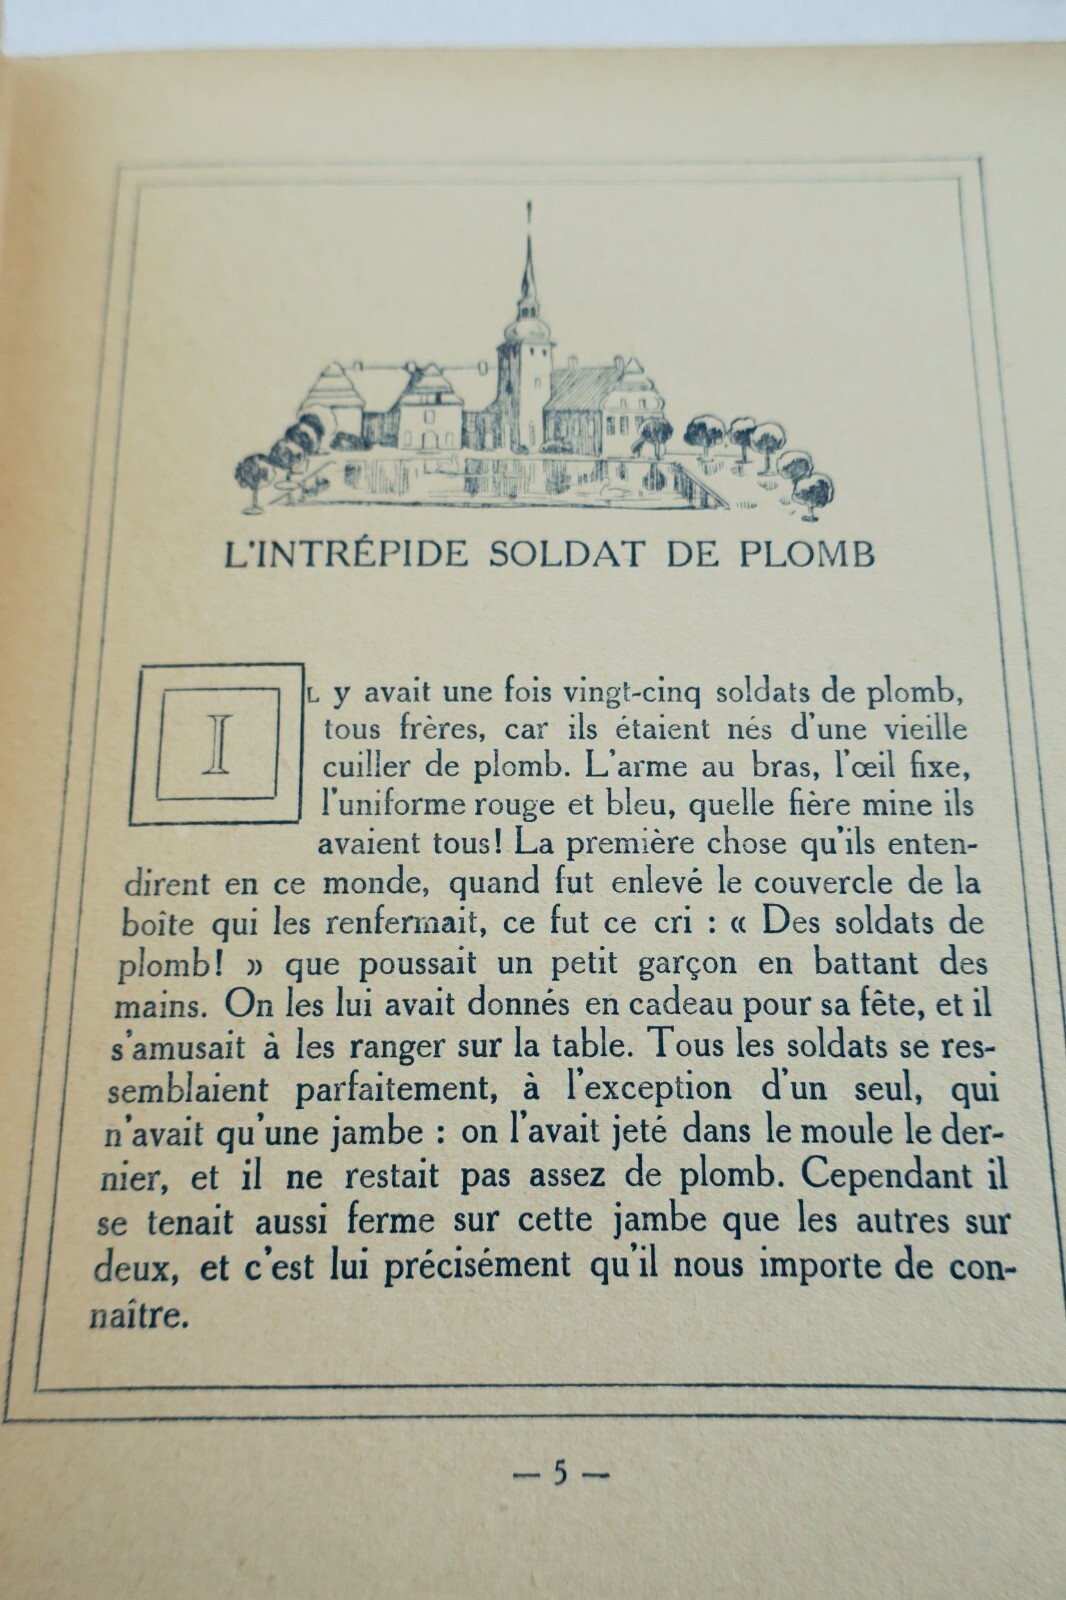 L'INTRÉPIDE SOLDAT DE PLOMB
IL y avait une fois vingt-cinq soldats de plomb,
tous frères, car ils étaient nés d'une vieille
cuiller de plomb. L'arme au bras, l'œil fixe,
l'uniforme rouge et bleu, quelle fière mine ils
avaient tous! La première chose qu'ils enten-
dirent en ce monde, quand fut enlevé le couvercle de la
boîte qui les renfermait, ce fut ce cri : « Des soldats de
plomb! » que poussait un petit garçon en battant des
mains. On les lui avait donnés en cadeau pour sa fête, et il
s'amusait à les ranger sur la table. Tous les soldats se res-
semblaient parfaitement, à l'exception d'un seul, qui
n'avait qu'une jambe : on l'avait jeté dans le moule le der-
nier, et il ne restait pas assez de plomb. Cependant il
se tenait aussi ferme sur cette jambe que les autres sur
deux, et c'est lui précisément qu'il nous importe de con-
naître.
— 5 —